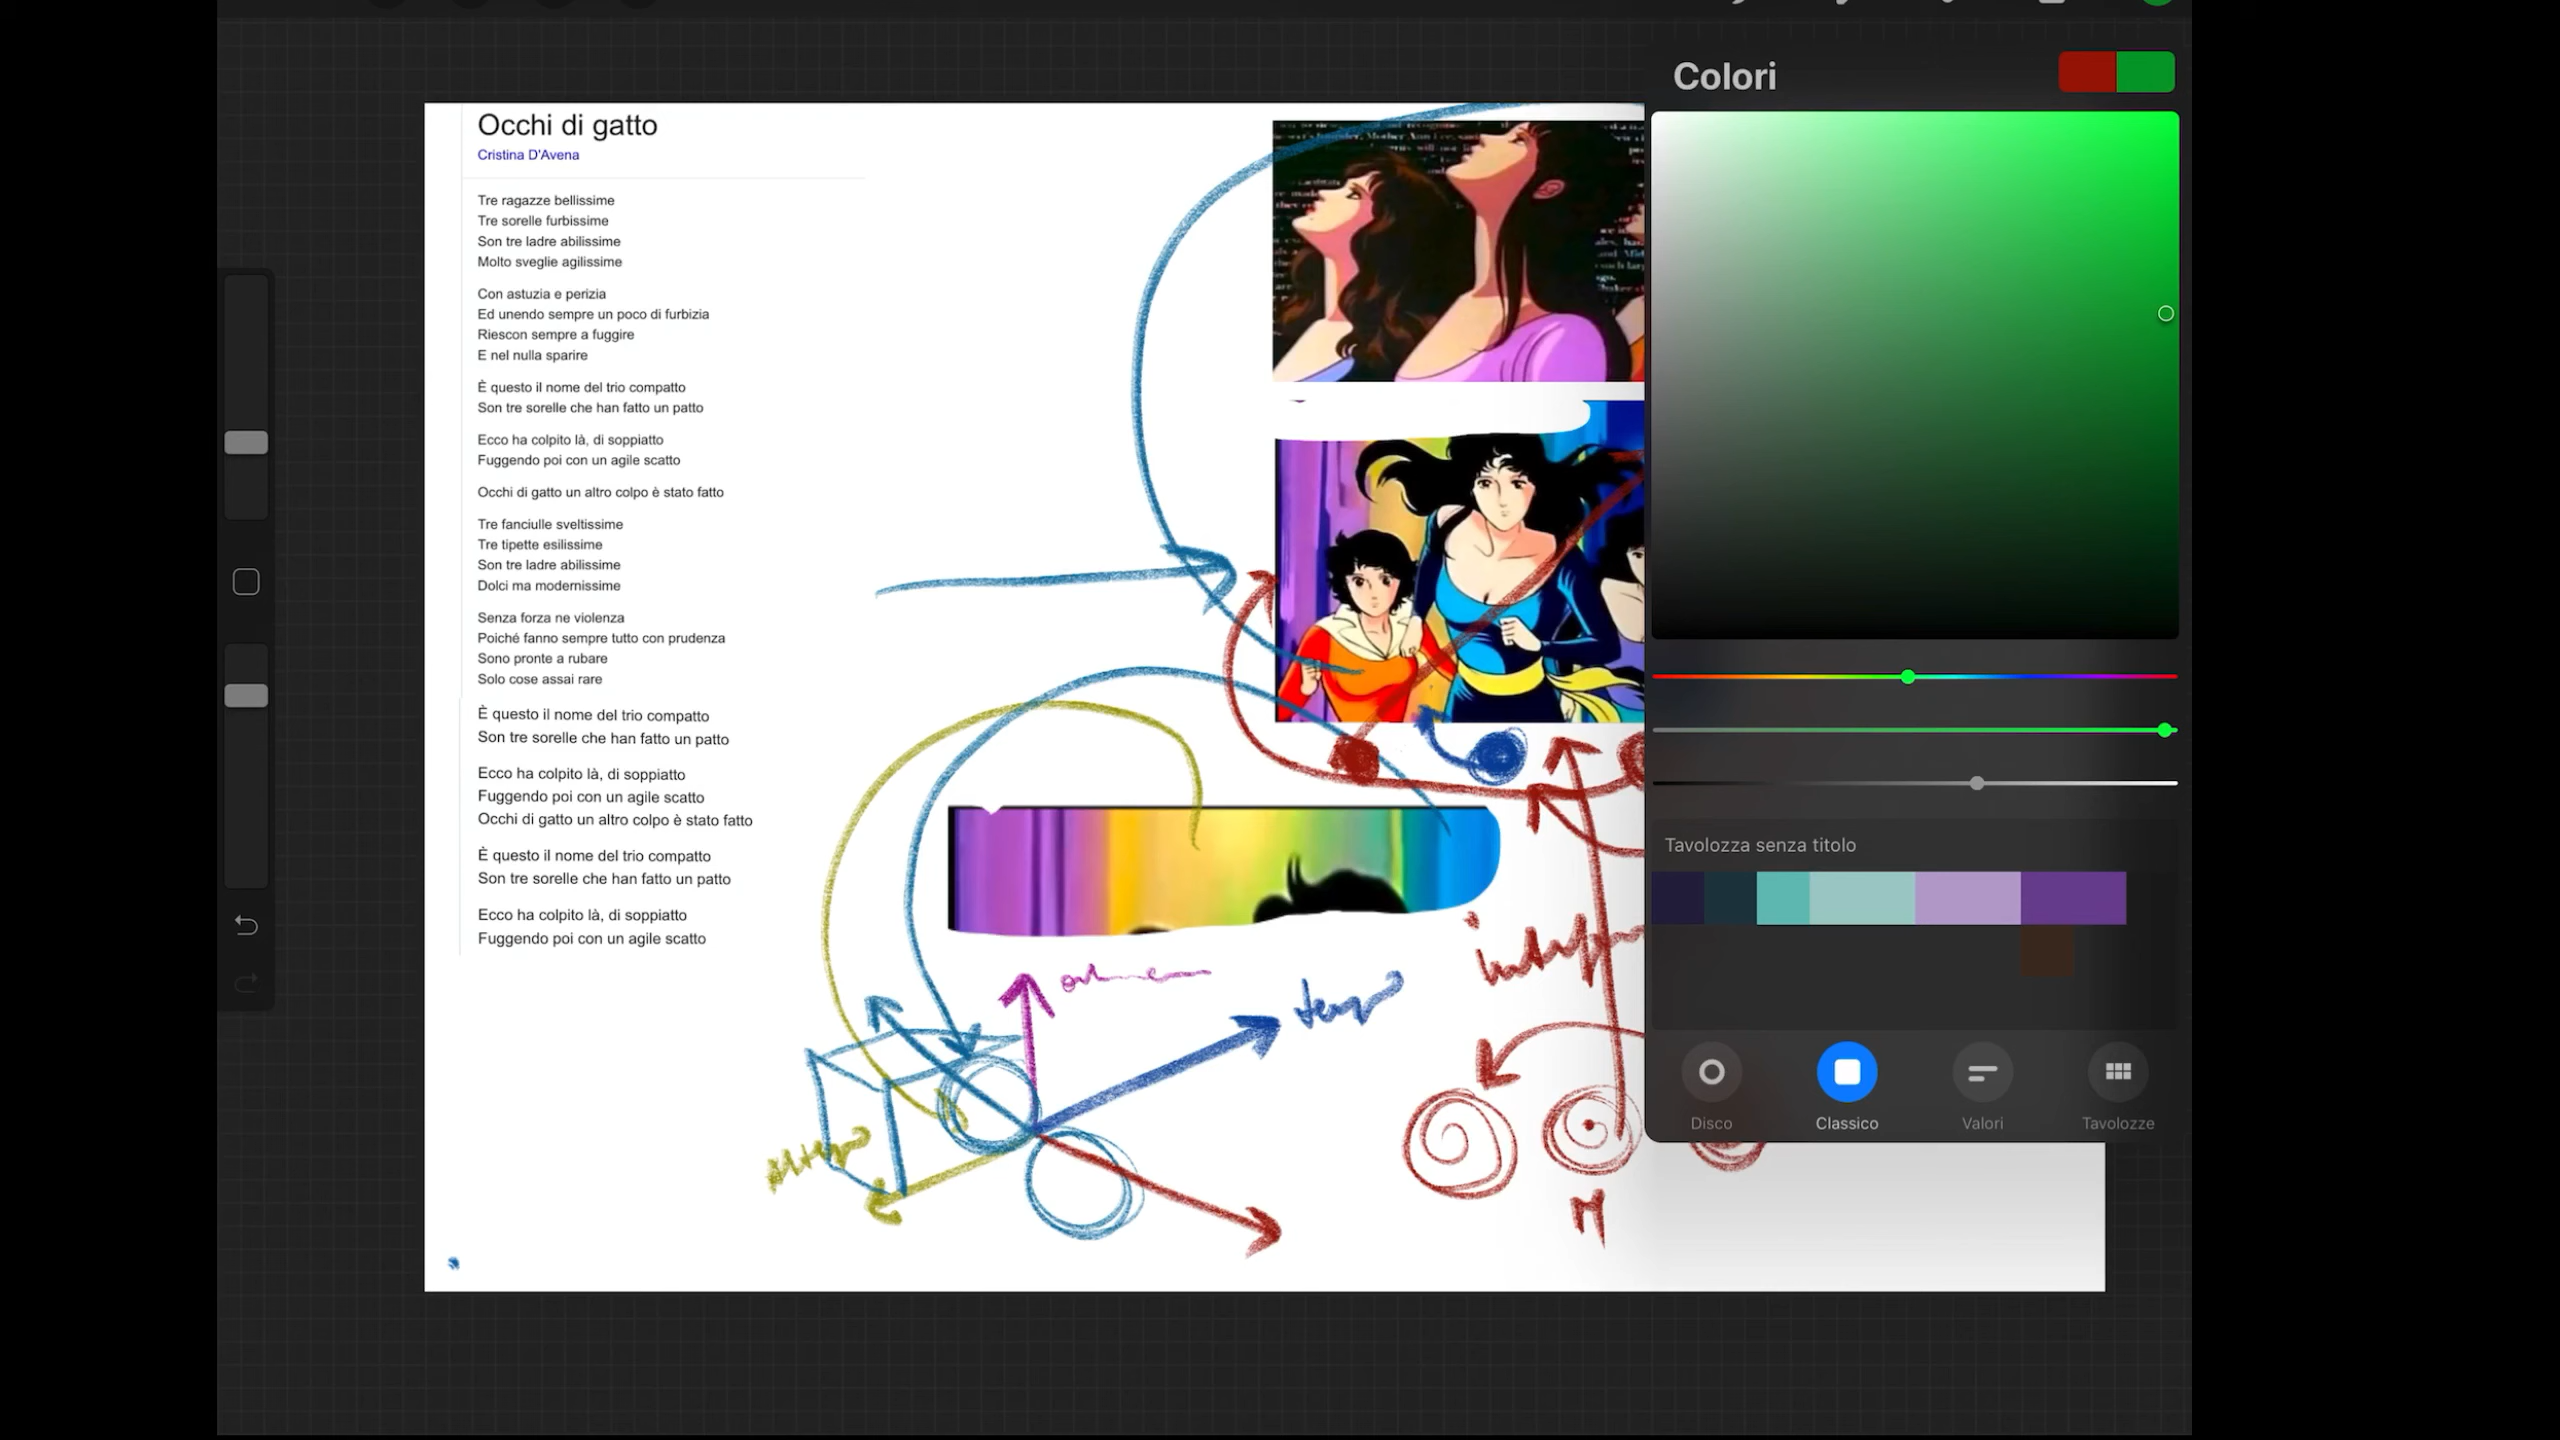 Occhi di gatto
Cristina D'Avena
Tre ragazze bellissime
Tre sorelle furbissime
Son tre ladre abilissime
Molto sveglie agilissime
Con astuzia e perizia
Ed unendo sempre un poco di furbizia
Riescon sempre a fuggire
E nel nulla sparire
È questo il nome del trio compatto
Son tre sorelle che han fatto un patto
Ecco ha colpito là, di soppiatto
Fuggendo poi con un agile scatto
Occhi di gatto un altro colpo è stato fatto
Tre fanciulle sveltissime
Tre tipette esilissime
Son tre ladre abilissime
Dolci ma modernissime
Senza forza ne violenza
Poiché fanno sempre tutto con prudenza
Sono pronte a rubare
Solo cose assai rare
È questo il nome del trio compatto
Son tre sorelle che han fatto un patto
Ecco ha colpito là, di soppiatto
Fuggendo poi con un agile scatto
Occhi di gatto un altro colpo è stato fatto
È questo il nome del trio compatto
Son tre sorelle che han fatto un patto
Ecco ha colpito là, di soppiatto
Fuggendo poi con un agile scatto
Colori
Tavolozza senza titolo
Disco
Classico
Valori
Tavolozze